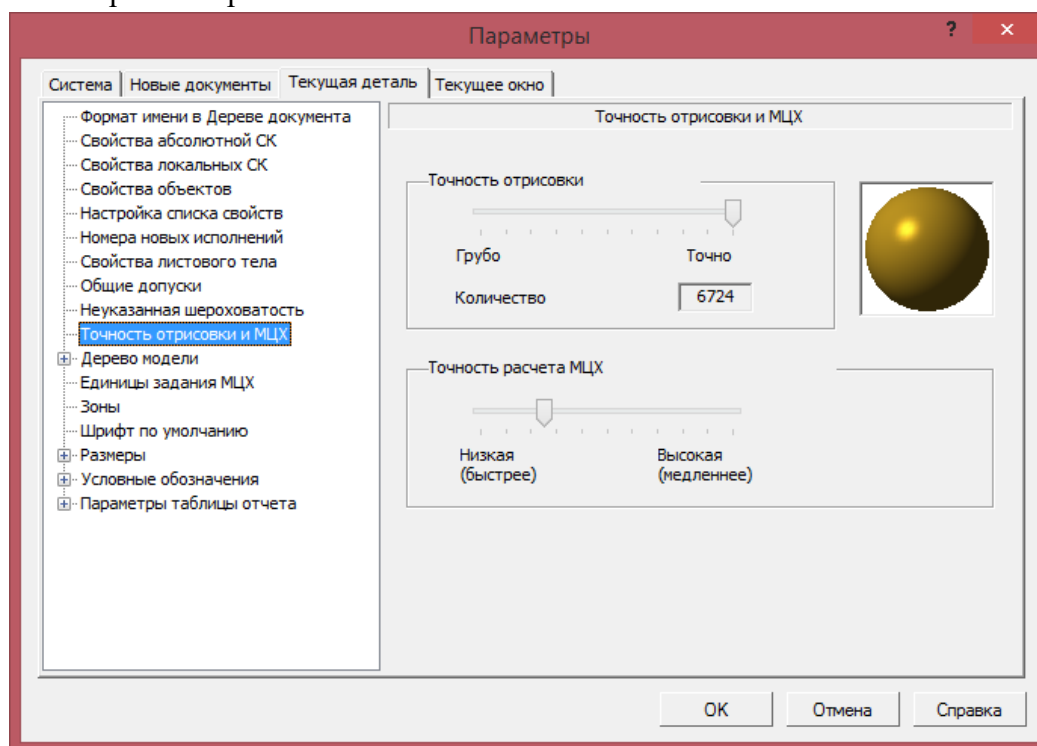 Параметры
?
×
Система Новые документы Текущая деталь Текущее окно
Формат имени в Дереве документа
Свойства абсолютной СК
Свойства локальных СК
Свойства объектов
Настройка списка свойств
Номера новых исполнений
Свойства листового тела
Общие допуски
Неуказанная шероховатость
Точность отрисовки и МЦХ
Дерево модели
Единицы задания МЦХ
Зоны
Шрифт по умолчанию
Размеры
Условные обозначения
Параметры таблицы отчета
Точность отрисовки и МЦХ
Точность отрисовки
Грубо Точно
Количество 6724
Точность расчета МЦХ
Низкая Высокая
(быстрее) (медленнее)
OK Отмена Справка